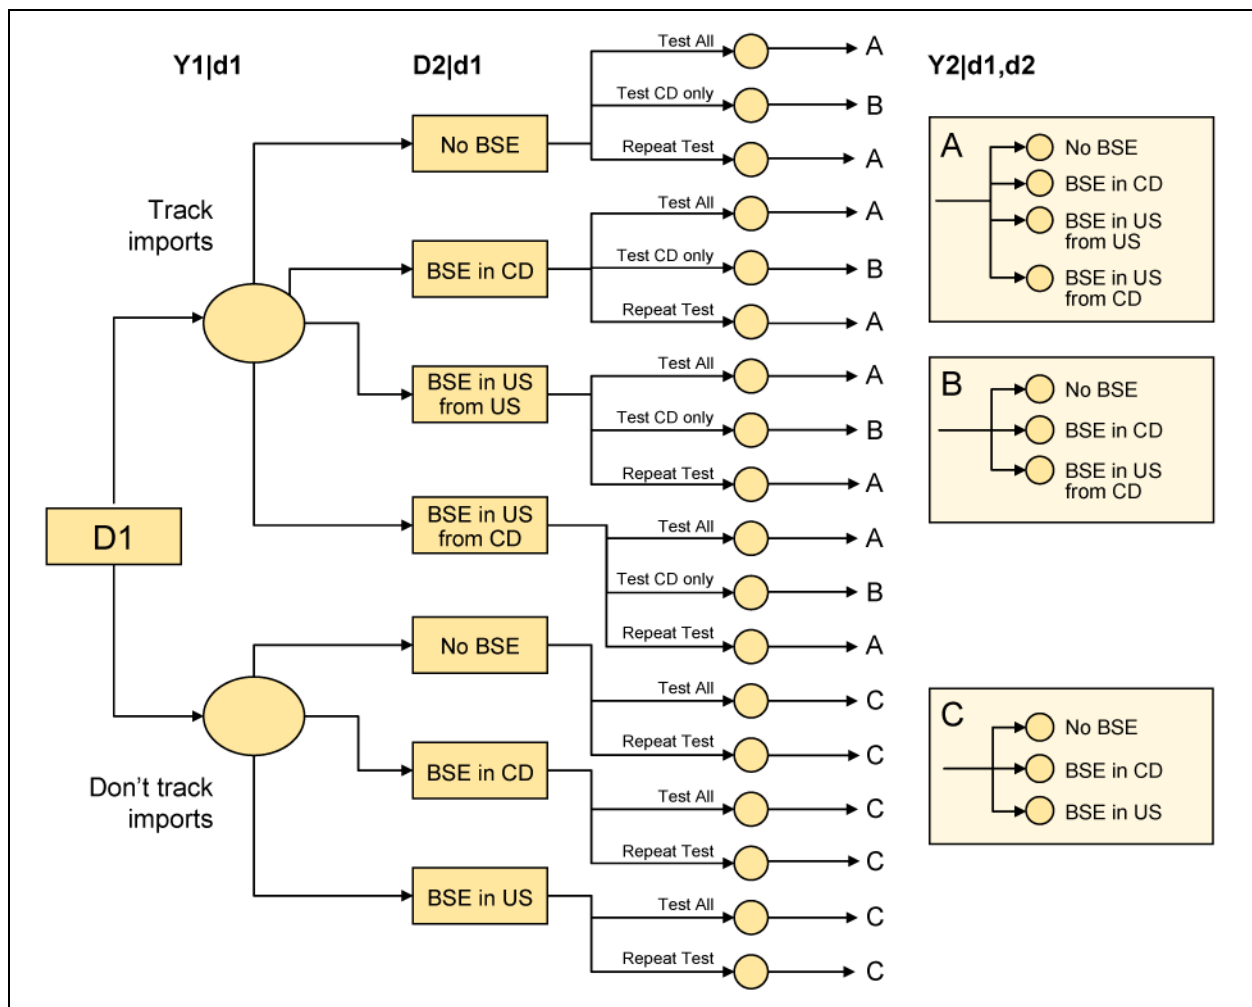 Y1|d1
D2|d1
Y2|d1,d2
Track
imports
D1
Don't track
imports
No BSE
Test All
A
Test CD only
B
Repeat Test
A
BSE in CD
Test All
A
Test CD only
B
Repeat Test
A
BSE in US
from US
Test All
A
Test CD only
B
Repeat Test
A
BSE in US
from CD
Test All
A
Test CD only
B
Repeat Test
A
No BSE
Test All
C
Repeat Test
C
BSE in CD
Test All
C
Repeat Test
C
BSE in US
Test All
C
Repeat Test
C
A
No BSE
BSE in CD
BSE in US
from US
BSE in US
from CD
B
No BSE
BSE in CD
BSE in US
from CD
C
No BSE
BSE in CD
BSE in US